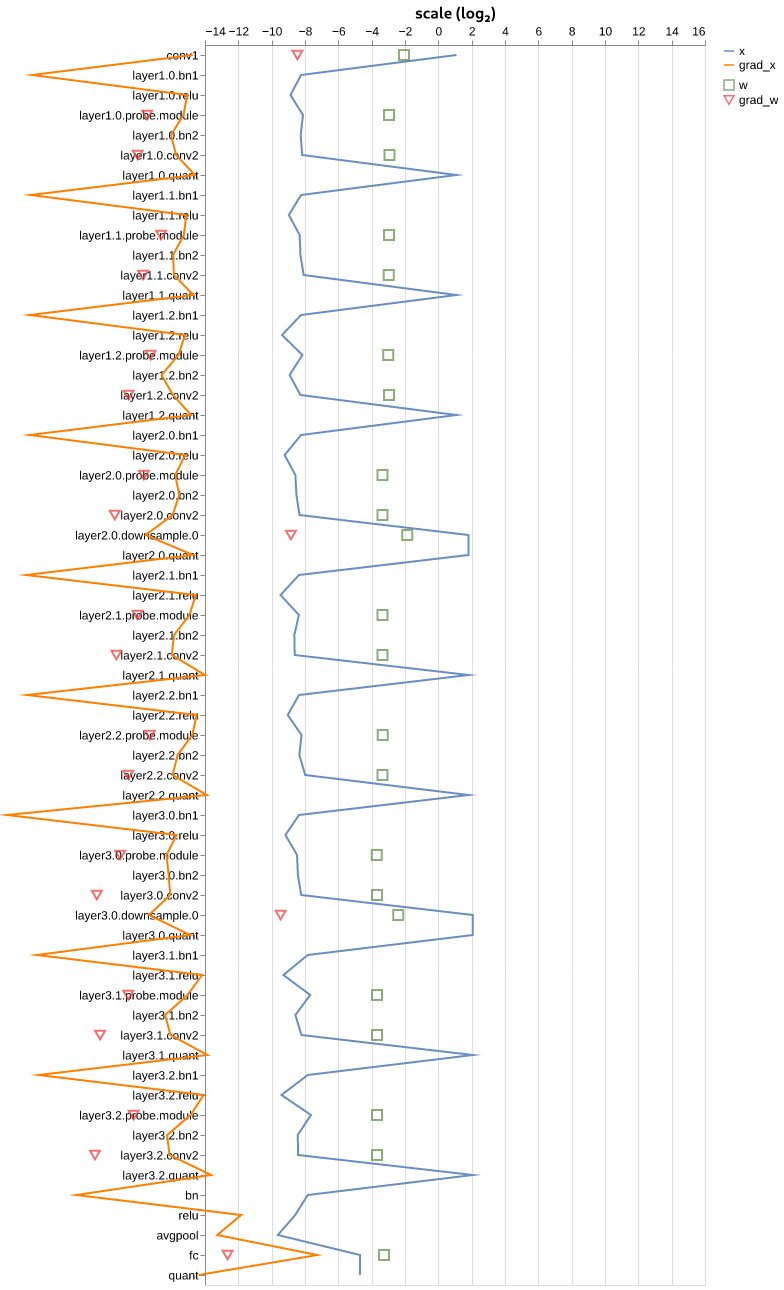 scale (log₂)
−14 −12 −10 −8 −6 −4 −2 0 2 4 6 8 10 12 14 16
x
grad_x
w
grad_w
conv1
layer1.0.bn1
layer1.0.relu
layer1.0.probe.module
layer1.0.bn2
layer1.0.conv2
layer1.0.quant
layer1.1.bn1
layer1.1.relu
layer1.1.probe.module
layer1.1.bn2
layer1.1.conv2
layer1.1.quant
layer1.2.bn1
layer1.2.relu
layer1.2.probe.module
layer1.2.bn2
layer1.2.conv2
layer1.2.quant
layer2.0.bn1
layer2.0.relu
layer2.0.probe.module
layer2.0.bn2
layer2.0.conv2
layer2.0.downsample.0
layer2.0.quant
layer2.1.bn1
layer2.1.relu
layer2.1.probe.module
layer2.1.bn2
layer2.1.conv2
layer2.1.quant
layer2.2.bn1
layer2.2.relu
layer2.2.probe.module
layer2.2.bn2
layer2.2.conv2
layer2.2.quant
layer3.0.bn1
layer3.0.relu
layer3.0.probe.module
layer3.0.bn2
layer3.0.conv2
layer3.0.downsample.0
layer3.0.quant
layer3.1.bn1
layer3.1.relu
layer3.1.probe.module
layer3.1.bn2
layer3.1.conv2
layer3.1.quant
layer3.2.bn1
layer3.2.relu
layer3.2.probe.module
layer3.2.bn2
layer3.2.conv2
layer3.2.quant
bn
relu
avgpool
fc
quant